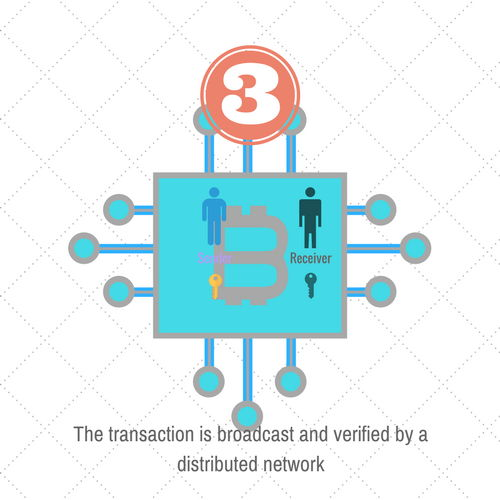 3
Sender
Receiver
The transaction is broadcast and verified by a
distributed network